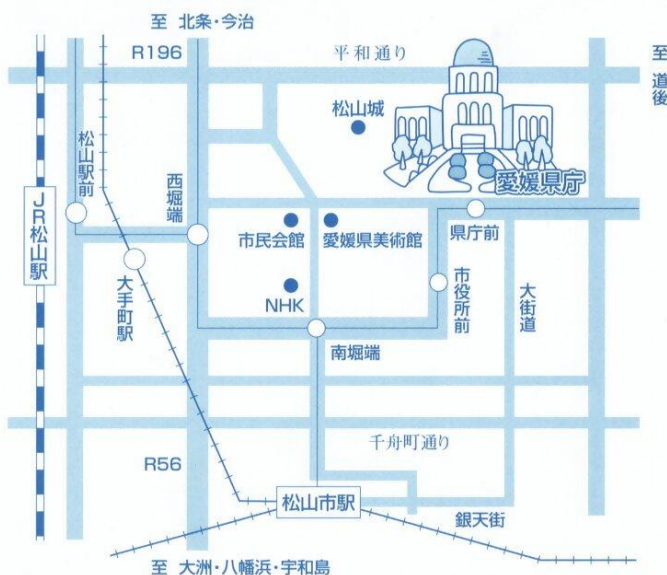 至 北条・今治
R196
平和通り
至 道後
松山城
松山駅前
西堀端
愛媛県庁
JR松山駅
市民会館
愛媛県美術館
県庁前
大手町駅
NHK
市役所前
大街道
南堀端
千舟町通り
R56
松山市駅
銀天街
至 大洲・八幡浜・宇和島